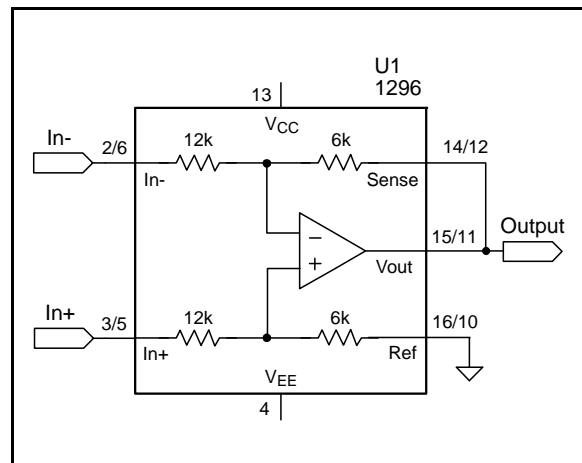 U1
1296
13
VCC
In-
2/6
12k
6k
14/12
In-
Sense
Output
−
15/11
+
Vout
In+
3/5
12k
6k
16/10
In+
Ref
VEE
4